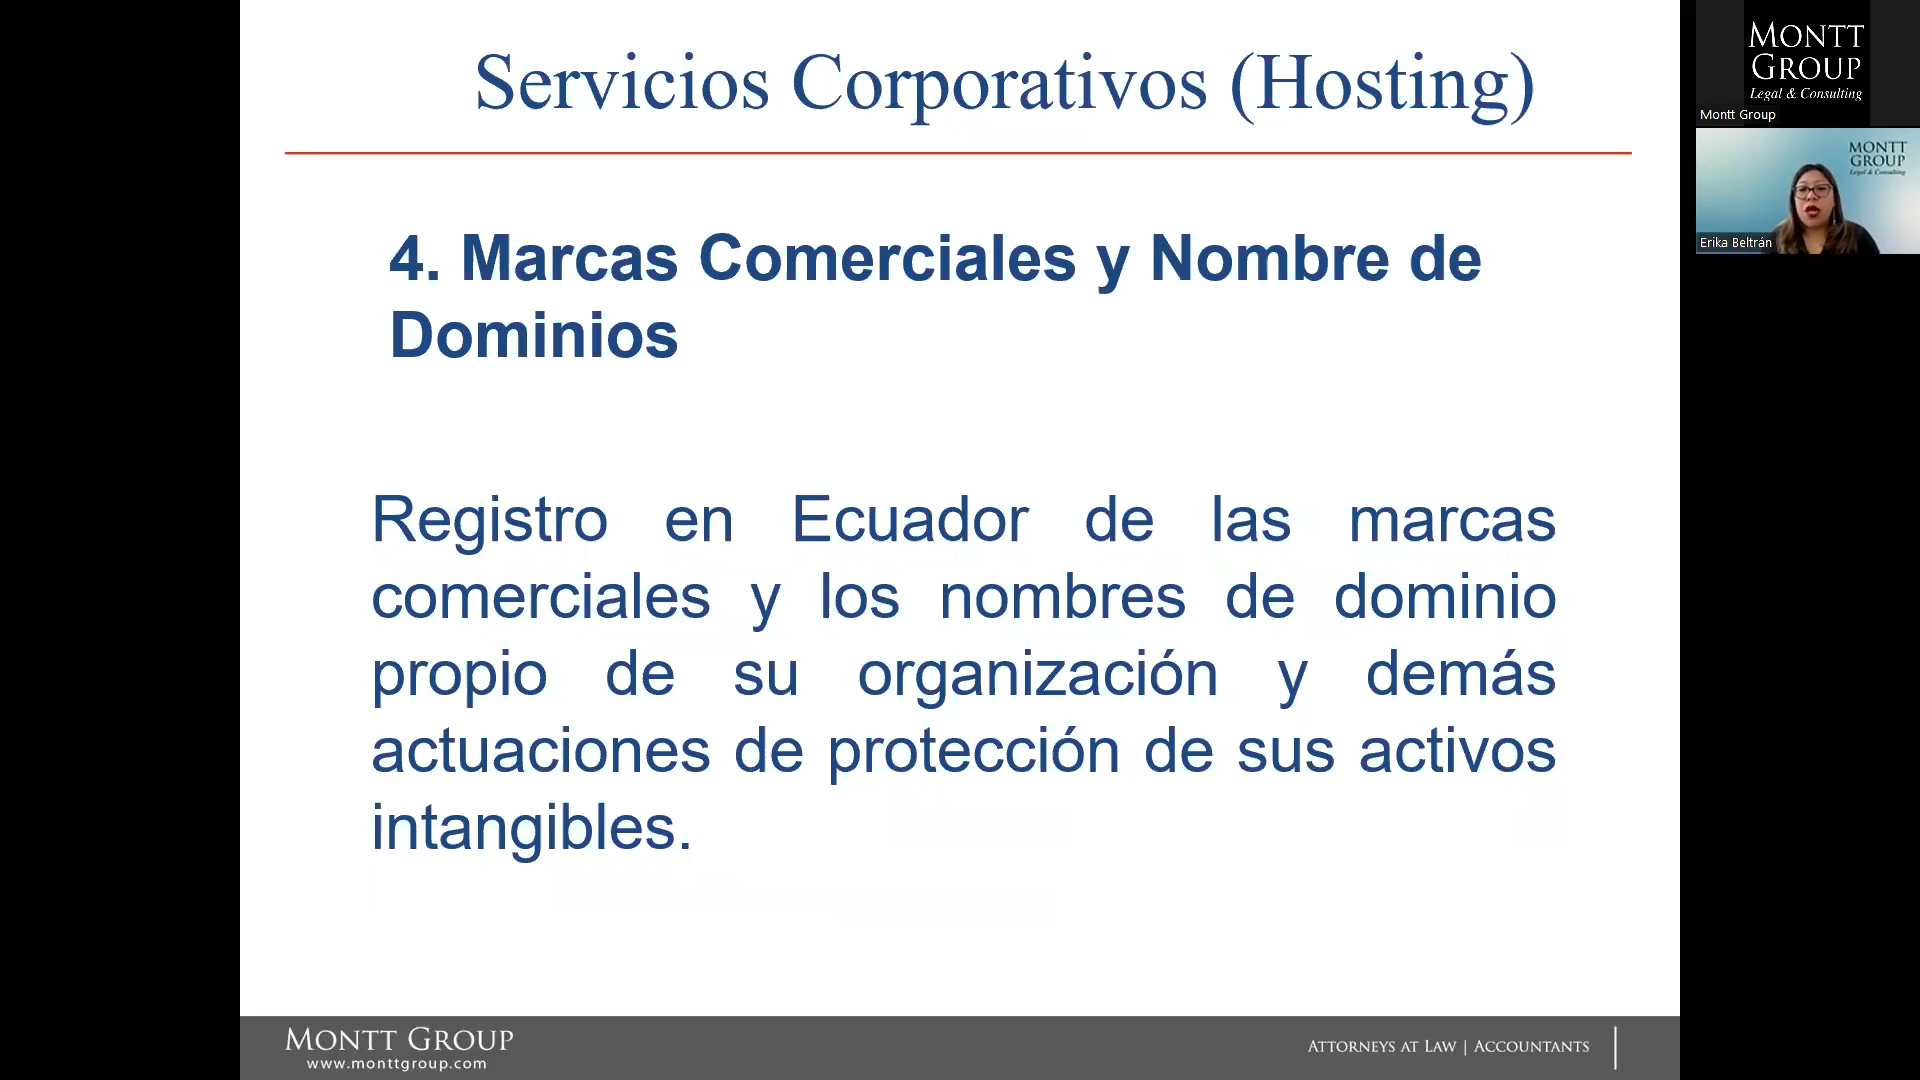 Servicios Corporativos (Hosting)
4. Marcas Comerciales y Nombre de
Dominios
Registro en Ecuador de las marcas
comerciales y los nombres de dominio
propio de su organización y demás
actuaciones de protección de sus activos
intangibles.
MONTT GROUP
www.monttgroup.com
ATTORNEYS AT LAW | ACCOUNTANTS
MONTT
GROUP
Legal & Consulting
Montt Group
MONTT
GROUP
Legal & Consulting
Erika Beltrán